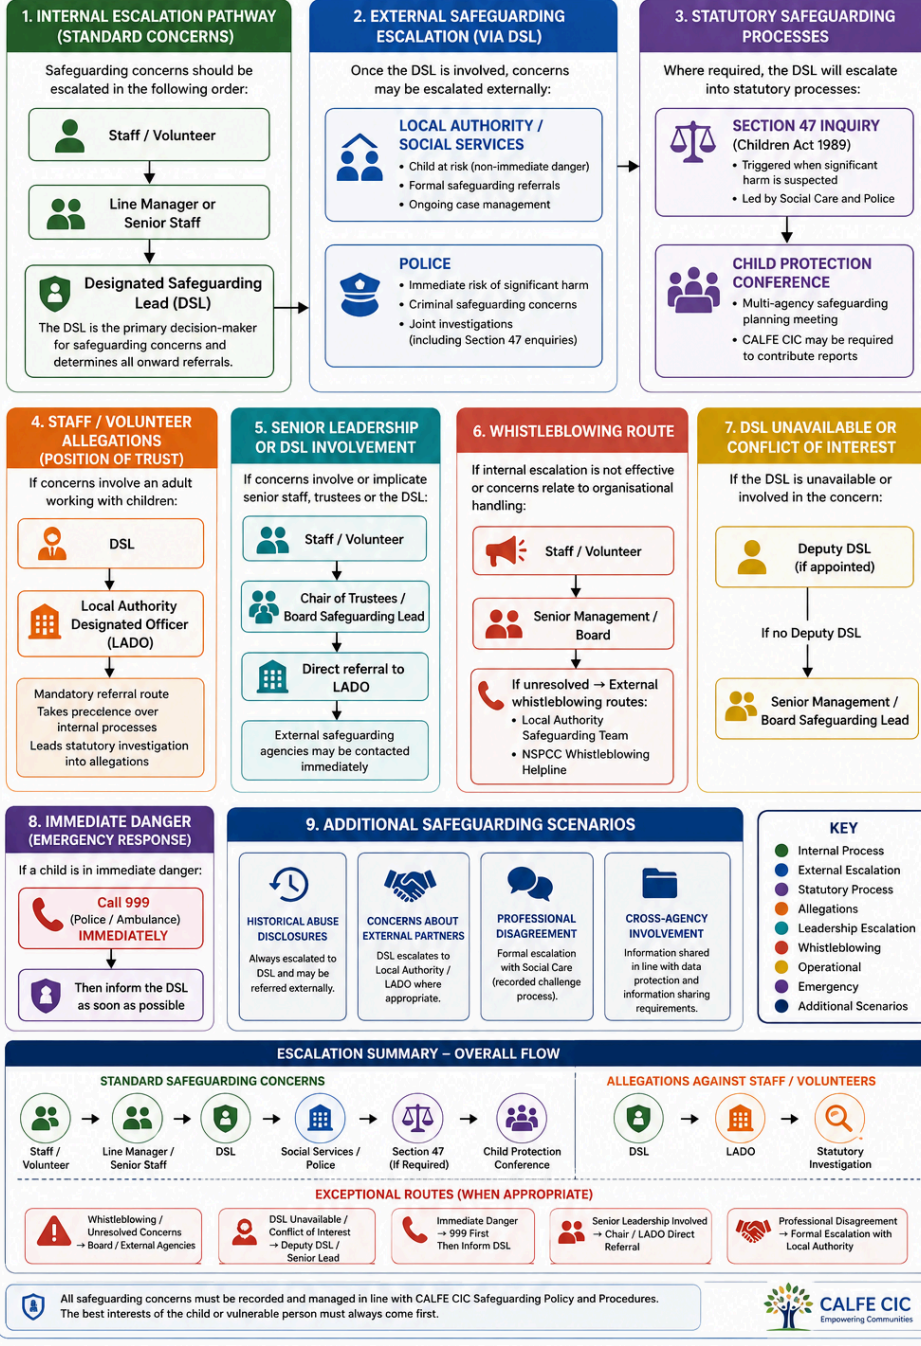 1. INTERNAL ESCALATION PATHWAY
(STANDARD CONCERNS)
Safeguarding concerns should be
escalated in the following order:
Staff / Volunteer
Line Manager or
Senior Staff
Designated Safeguarding
Lead (DSL)
The DSL is the primary decision-maker
for safeguarding concerns and
determines all onward referrals.
2. EXTERNAL SAFEGUARDING
ESCALATION (VIA DSL)
Once the DSL is involved, concerns
may be escalated externally:
LOCAL AUTHORITY /
SOCIAL SERVICES
• Child at risk (non-immediate danger)
• Formal safeguarding referrals
• Ongoing case management
POLICE
• Immediate risk of significant harm
• Criminal safeguarding concerns
• Joint investigations
(including Section 47 enquiries)
3. STATUTORY SAFEGUARDING
PROCESSES
Where required, the DSL will escalate
into statutory processes:
SECTION 47 INQUIRY
(Children Act 1989)
• Triggered when significant
harm is suspected
• Led by Social Care and Police
CHILD PROTECTION
CONFERENCE
• Multi-agency safeguarding
planning meeting
• CALFE CIC may be required
to contribute reports
4. STAFF / VOLUNTEER
ALLEGATIONS
(POSITION OF TRUST)
If concerns involve an adult
working with children:
DSL
Local Authority
Designated Officer
(LADO)
Mandatory referral route
Takes precedence over
internal processes
Leads statutory investigation
into allegations
5. SENIOR LEADERSHIP
OR DSL INVOLVEMENT
If concerns involve or implicate
senior staff, trustees or the DSL:
Staff / Volunteer
Chair of Trustees /
Board Safeguarding Lead
Direct referral to
LADO
External safeguarding
agencies may be contacted
immediately
6. WHISTLEBLOWING ROUTE
If internal escalation is not effective
or concerns relate to organisational
handling:
Staff / Volunteer
Senior Management /
Board
If unresolved → External
whistleblowing routes:
• Local Authority
Safeguarding Team
• NSPCC Whistleblowing
Helpline
7. DSL UNAVAILABLE OR
CONFLICT OF INTEREST
If the DSL is unavailable or
involved in the concern:
Deputy DSL
(if appointed)
If no Deputy DSL
Senior Management /
Board Safeguarding Lead
8. IMMEDIATE DANGER
(EMERGENCY RESPONSE)
If a child is in immediate danger:
Call 999
(Police / Ambulance)
IMMEDIATELY
Then inform the DSL
as soon as possible
9. ADDITIONAL SAFEGUARDING SCENARIOS
HISTORICAL ABUSE
DISCLOSURES
Always escalated to
DSL and may be
referred externally.
CONCERNS ABOUT
EXTERNAL PARTNERS
DSL escalates to
Local Authority /
LADO where
appropriate.
PROFESSIONAL
DISAGREEMENT
Formal escalation
with Social Care
(recorded challenge
process).
CROSS-AGENCY
INVOLVEMENT
Information shared
in line with data
protection and
information sharing
requirements.
KEY
Internal Process
External Escalation
Statutory Process
Allegations
Leadership Escalation
Whistleblowing
Operational
Emergency
Additional Scenarios
ESCALATION SUMMARY – OVERALL FLOW
STANDARD SAFEGUARDING CONCERNS
Staff /
Volunteer
Line Manager /
Senior Staff
DSL
Social Services /
Police
Section 47
(If Required)
Child Protection
Conference
ALLEGATIONS AGAINST STAFF / VOLUNTEERS
DSL
LADO
Statutory
Investigation
EXCEPTIONAL ROUTES (WHEN APPROPRIATE)
Whistleblowing /
Unresolved Concerns
→ Board / External Agencies
DSL Unavailable /
Conflict of Interest
→ Deputy DSL /
Senior Lead
Immediate Danger
→ 999 First
Then Inform DSL
Senior Leadership Involved
→ Chair / LADO Direct
Referral
Professional Disagreement
→ Formal Escalation with
Local Authority
All safeguarding concerns must be recorded and managed in line with CALFE CIC Safeguarding Policy and Procedures.
The best interests of the child or vulnerable person must always come first.
CALFE CIC
Empowering Communities